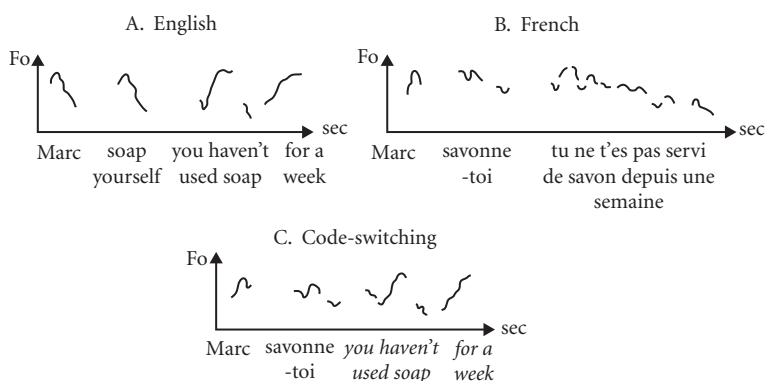 A. English
Fo
sec
Marc
soap
yourself
you haven't
used soap
for a
week
B. French
Fo
sec
Marc
savonne
-toi
tu ne t'es pas servi
de savon depuis une
semaine
C. Code-switching
Fo
sec
Marc
savonne
-toi
you haven't
used soap
for a
week